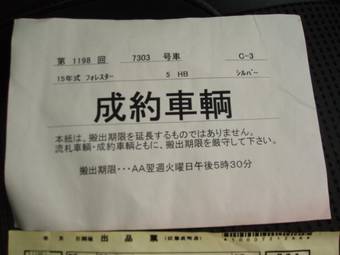 第 1198 回 7303 号車 C-3
15年式 フォレスター 5 HB シルバー
成約車輌
本紙は、搬出期限を延長するものではありません。
流札車輌・成約車輌ともに、搬出期限を厳守して下さい。
搬出期限・・・AA翌週火曜日午後5時30分
出品票